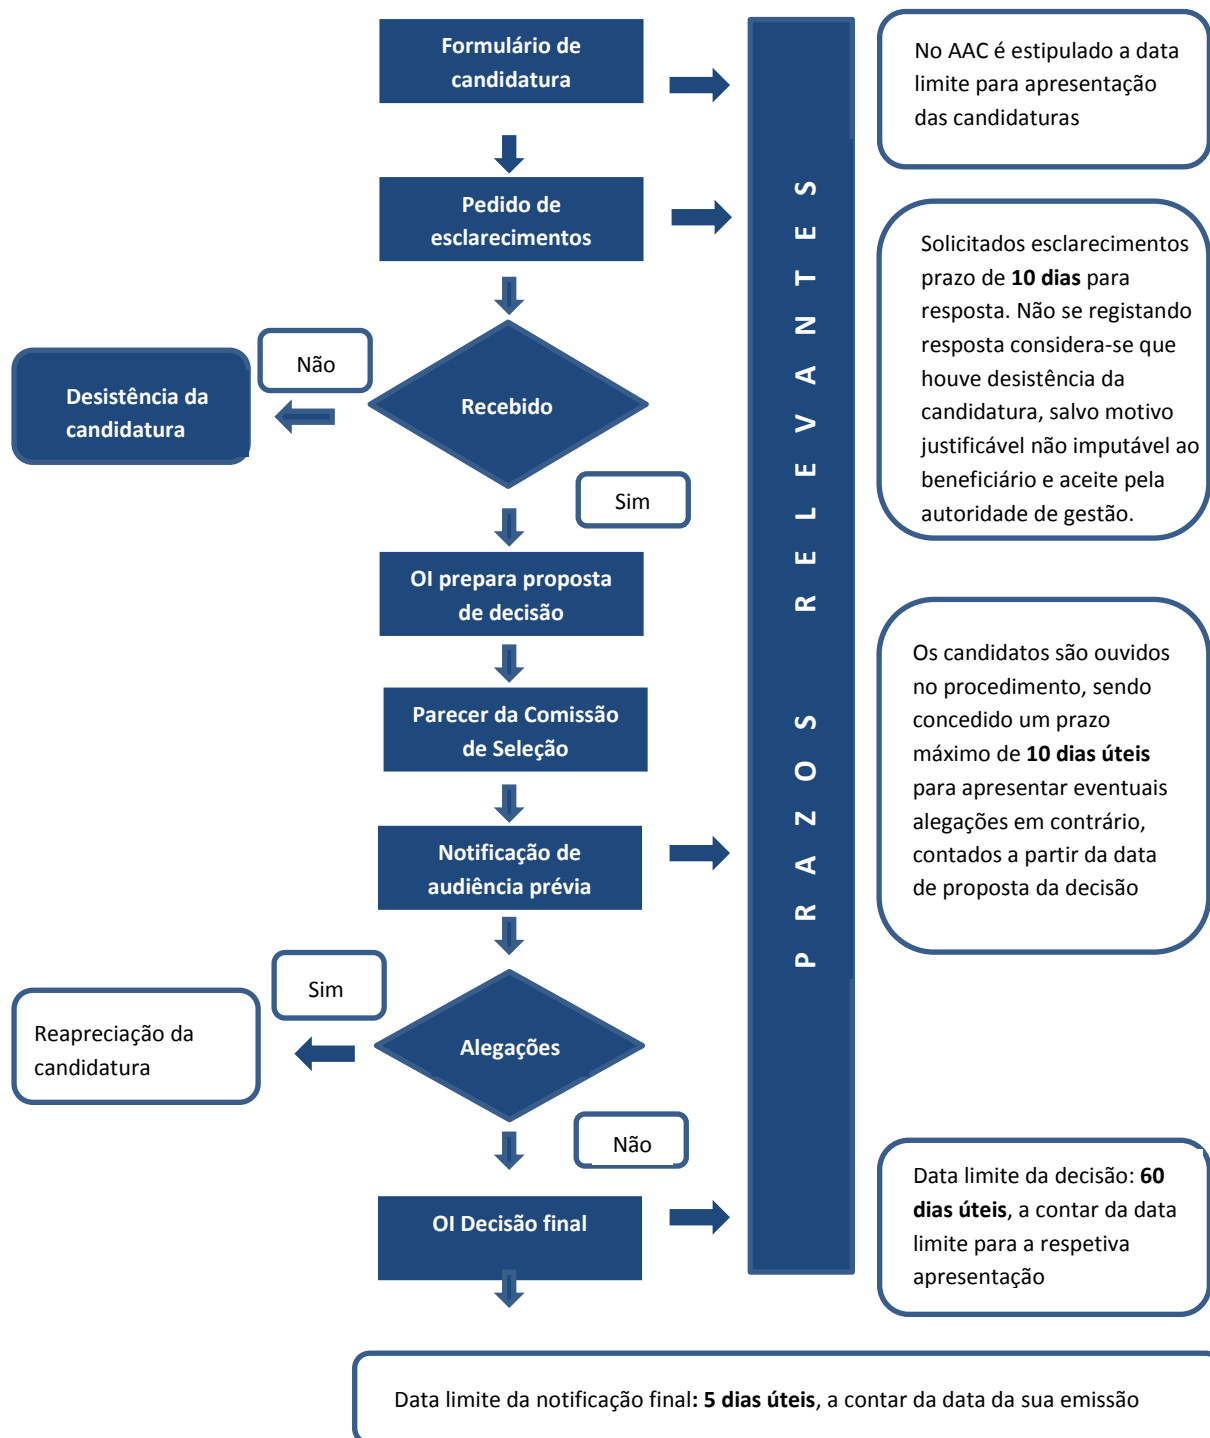 Formulário de
candidatura
No AAC é estipulado a data
limite para apresentação
das candidaturas
Pedido de
esclarecimentos
Solicitados esclarecimentos
prazo de 10 dias para
resposta. Não se registando
resposta considera-se que
houve desistência da
candidatura, salvo motivo
justificável não imputável ao
beneficiário e aceite pela
autoridade de gestão.
Recebido
Não
Desistência da
candidatura
Sim
OI prepara proposta
de decisão
Parecer da Comissão
de Seleção
Notificação de
audiência prévia
Os candidatos são ouvidos
no procedimento, sendo
concedido um prazo
máximo de 10 dias úteis
para apresentar eventuais
alegações em contrário,
contados a partir da data
de proposta da decisão
Alegações
Sim
Reapreciação da
candidatura
Não
OI Decisão final
Data limite da decisão: 60
dias úteis, a contar da data
limite para a respetiva
apresentação
PRAZOS RELEVANTES
Data limite da notificação final: 5 dias úteis, a contar da data da sua emissão